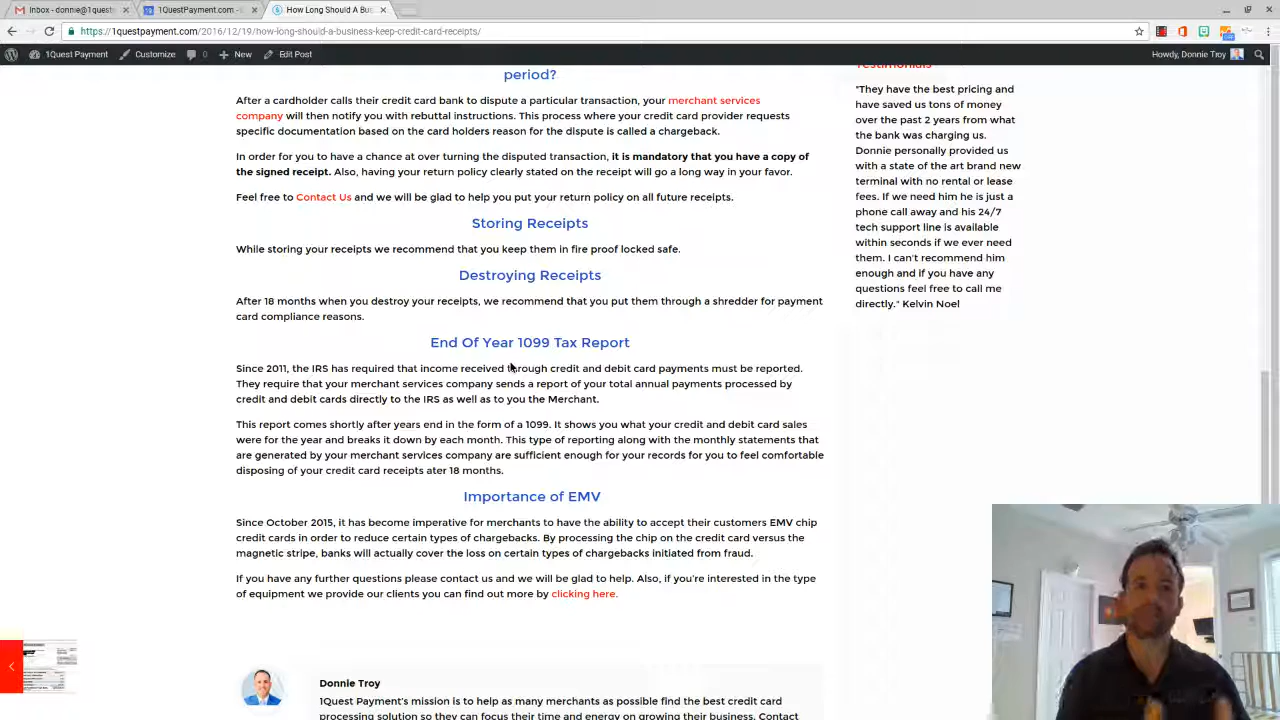 Inbox - donnie@1quests
1QuestPayment.com -
How Long Should A Bus
https://1questpayment.com/2016/12/19/how-long-should-a-business-keep-credit-card-receipts/
1Quest Payment
Customize
0
New
Edit Post
Howdy, Donnie Troy
period?
After a cardholder calls their credit card bank to dispute a particular transaction, your merchant services
company will then notify you with rebuttal instructions. This process where your credit card provider requests
specific documentation based on the card holders reason for the dispute is called a chargeback.
In order for you to have a chance at over turning the disputed transaction, it is mandatory that you have a copy of
the signed receipt. Also, having your return policy clearly stated on the receipt will go a long way in your favor.
Feel free to Contact Us and we will be glad to help you put your return policy on all future receipts.
Storing Receipts
While storing your receipts we recommend that you keep them in fire proof locked safe.
Destroying Receipts
After 18 months when you destroy your receipts, we recommend that you put them through a shredder for payment
card compliance reasons.
End Of Year 1099 Tax Report
Since 2011, the IRS has required that income received through credit and debit card payments must be reported.
They require that your merchant services company sends a report of your total annual payments processed by
credit and debit cards directly to the IRS as well as to you the Merchant.
This report comes shortly after years end in the form of a 1099. It shows you what your credit and debit card sales
were for the year and breaks it down by each month. This type of reporting along with the monthly statements that
are generated by your merchant services company are sufficient enough for your records for you to feel comfortable
disposing of your credit card receipts ater 18 months.
Importance of EMV
Since October 2015, it has become imperative for merchants to have the ability to accept their customers EMV chip
credit cards in order to reduce certain types of chargebacks. By processing the chip on the credit card versus the
magnetic stripe, banks will actually cover the loss on certain types of chargebacks initiated from fraud.
If you have any further questions please contact us and we will be glad to help. Also, if you're interested in the type
of equipment we provide our clients you can find out more by clicking here.
Donnie Troy
1Quest Payment's mission is to help as many merchants as possible find the best credit card
processing solution so they can focus their time and energy on growing their business. Contact
Testimonials
"They have the best pricing and
have saved us tons of money
over the past 2 years from what
the bank was charging us.
Donnie personally provided us
with a state of the art brand new
terminal with no rental or lease
fees. If we need him he is just a
phone call away and his 24/7
tech support line is available
within seconds if we ever need
them. I can't recommend him
enough and if you have any
questions feel free to call me
directly." Kelvin Noel